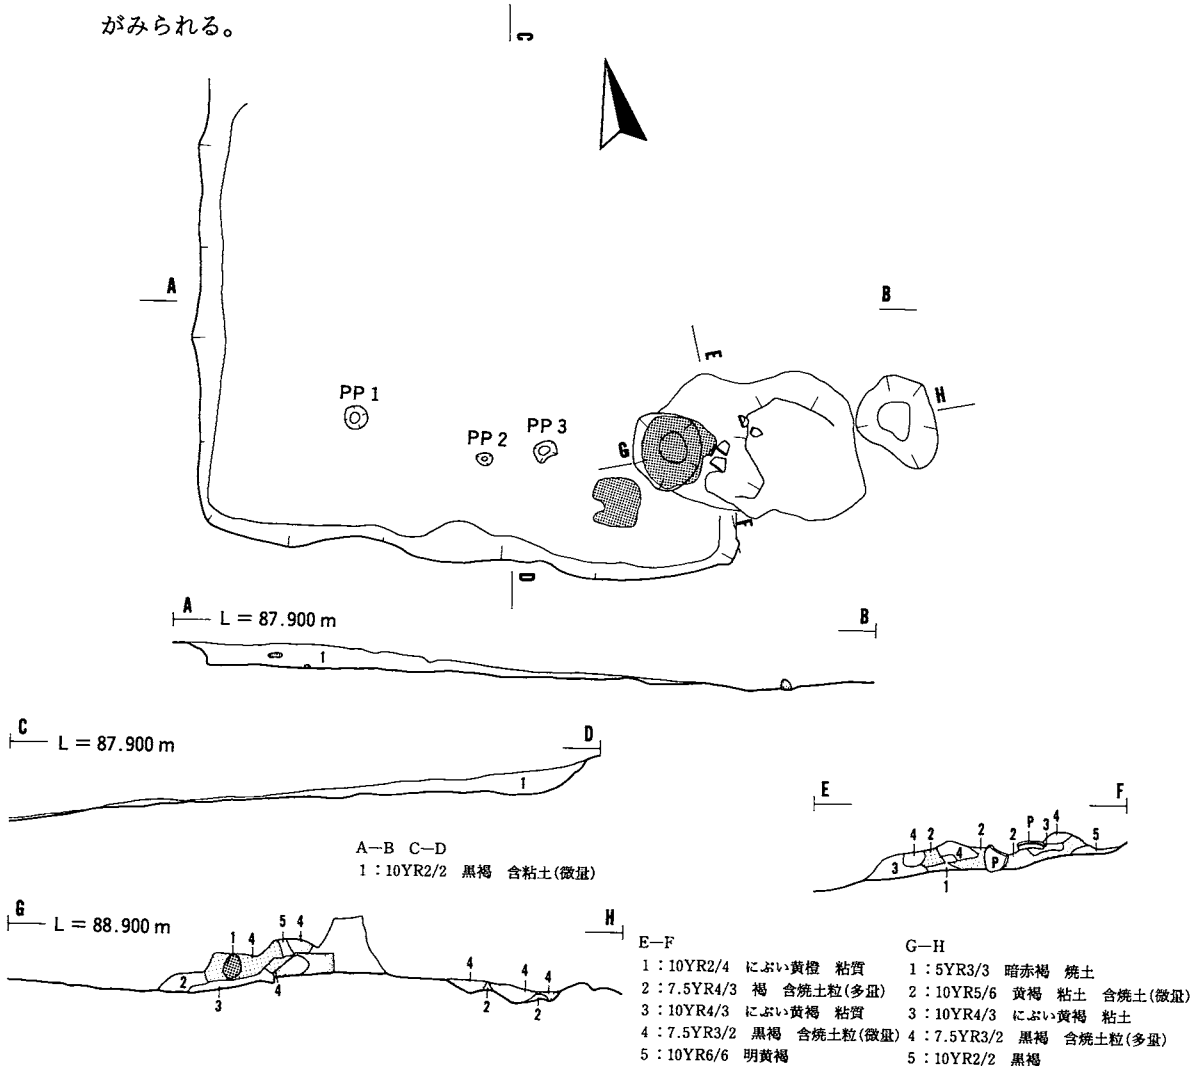 がみられる。
C
A
B
E
PP 1
H
PP 2
PP 3
G
F
D
A
L = 87.900 m
B
1
C
L = 87.900 m
D
1
E
F
4 2 2 2 P 3 4 5
3 4 P
1
A—B C—D
1：10YR2/2 黒褐 含粘土(微量)
G
L = 88.900 m
H
1 4 5 4
4 4 4
2
3 4 2 2
E—F
1：10YR2/4 にぶい黄橙 粘質
2：7.5YR4/3 褐 含焼土粒(多量)
3：10YR4/3 にぶい黄褐 粘質
4：7.5YR3/2 黒褐 含焼土粒(微量)
5：10YR6/6 明黄褐
G—H
1：5YR3/3 暗赤褐 焼土
2：10YR5/6 黄褐 粘土 含焼土(微量)
3：10YR4/3 にぶい黄褐 粘土
4：7.5YR3/2 黒褐 含焼土粒(多量)
5：10YR2/2 黒褐